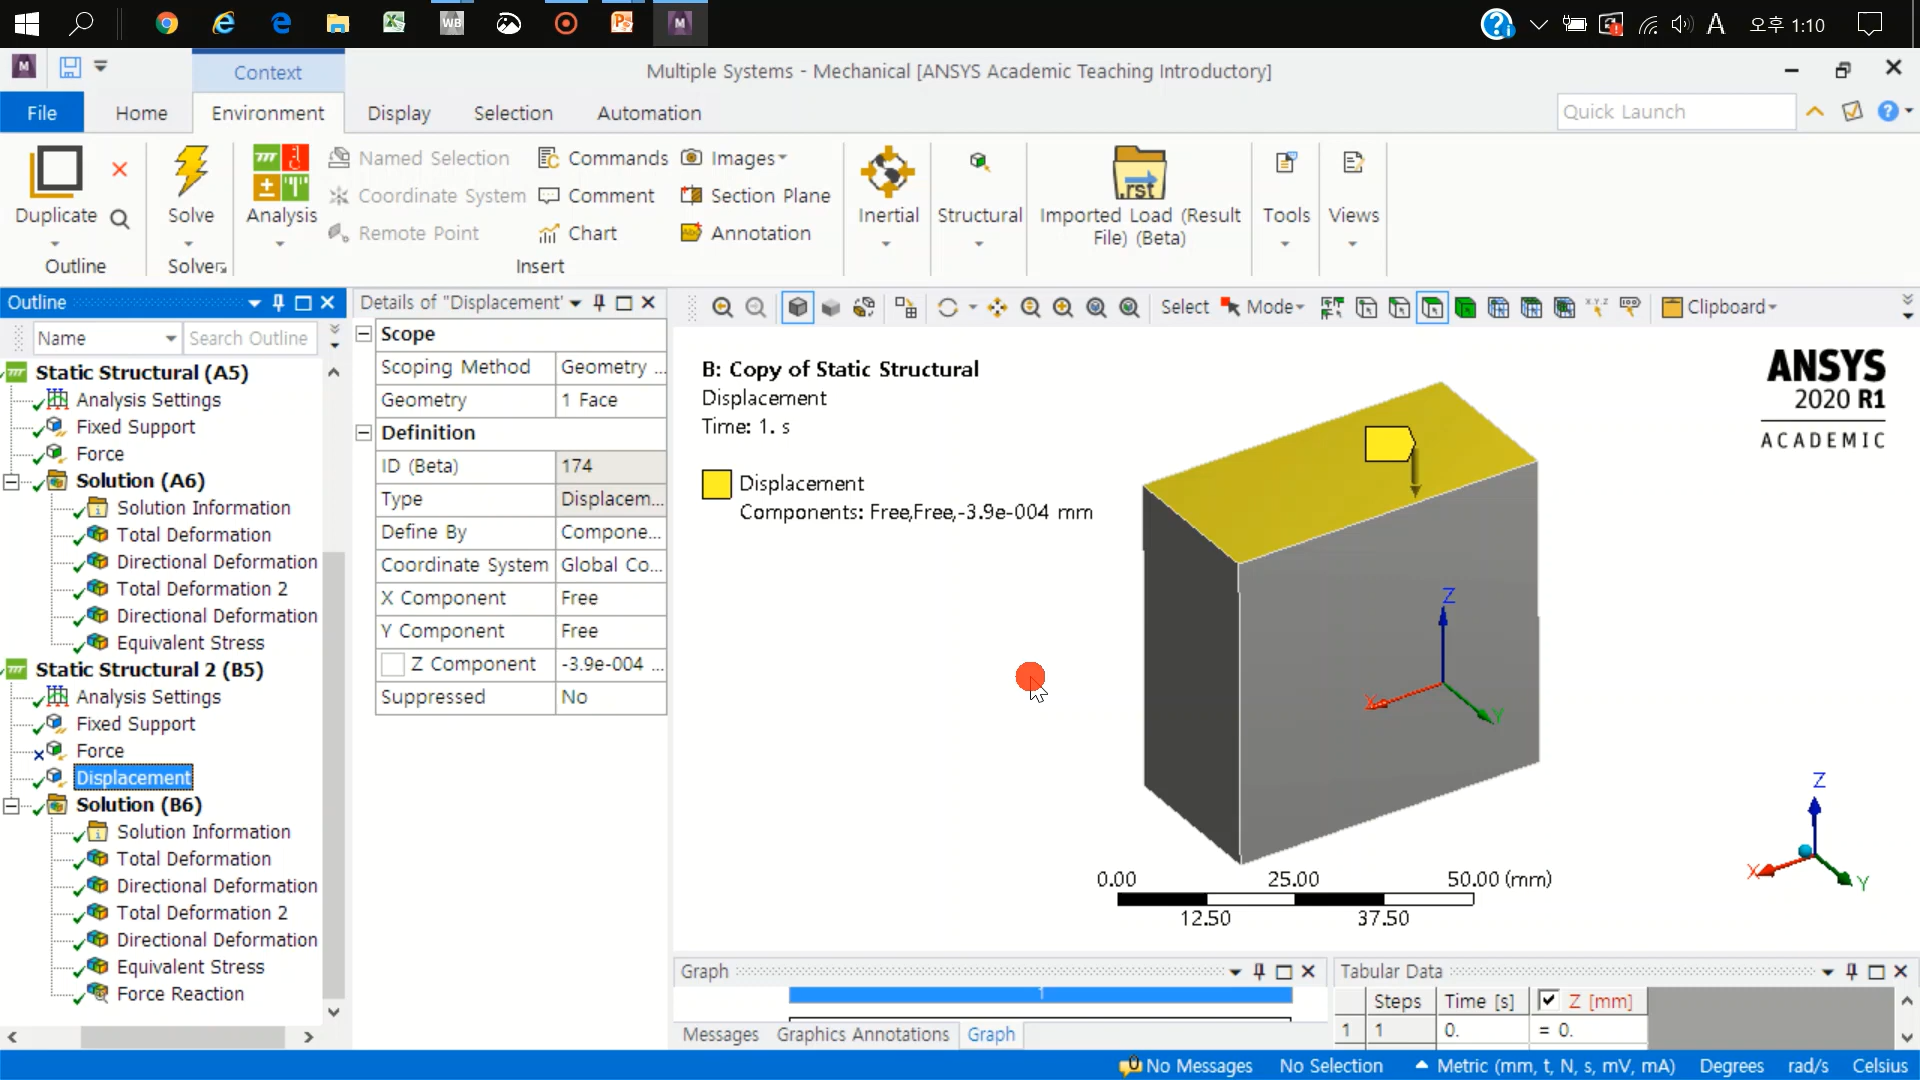 오후 1:10
WB
M
A
Context
Multiple Systems - Mechanical [ANSYS Academic Teaching Introductory]
File
Home
Environment
Display
Selection
Automation
Quick Launch
Duplicate
Outline
Solve
Solver
Analysis
Named Selection
Coordinate System
Remote Point
Commands
Comment
Chart
Images
Section Plane
Annotation
Insert
Inertial
Structural
.rst
Imported Load (Result
File) (Beta)
Tools
Views
Outline
Name
Search Outline
Static Structural (A5)
Analysis Settings
Fixed Support
Force
Solution (A6)
Solution Information
Total Deformation
Directional Deformation
Total Deformation 2
Directional Deformation
Equivalent Stress
Static Structural 2 (B5)
Analysis Settings
Fixed Support
Force
Displacement
Solution (B6)
Solution Information
Total Deformation
Directional Deformation
Total Deformation 2
Directional Deformation
Equivalent Stress
Force Reaction
Details of "Displacement"
Scope
Scoping Method Geometry ...
Geometry 1 Face
Definition
ID (Beta) 174
Type Displacem...
Define By Compone...
Coordinate System Global Co...
X Component Free
Y Component Free
Z Component -3.9e-004 ...
Suppressed No
Select
Mode
Clipboard
B: Copy of Static Structural
Displacement
Time: 1. s
Displacement
Components: Free,Free,-3.9e-004 mm
ANSYS
2020 R1
ACADEMIC
Z
X
Y
Z
X
Y
0.00 25.00 50.00 (mm)
12.50 37.50
Graph
1
Messages Graphics Annotations Graph
Tabular Data
Steps Time [s] Z [mm]
1 1 0. = 0.
No Messages No Selection Metric (mm, t, N, s, mV, mA) Degrees rad/s Celsius